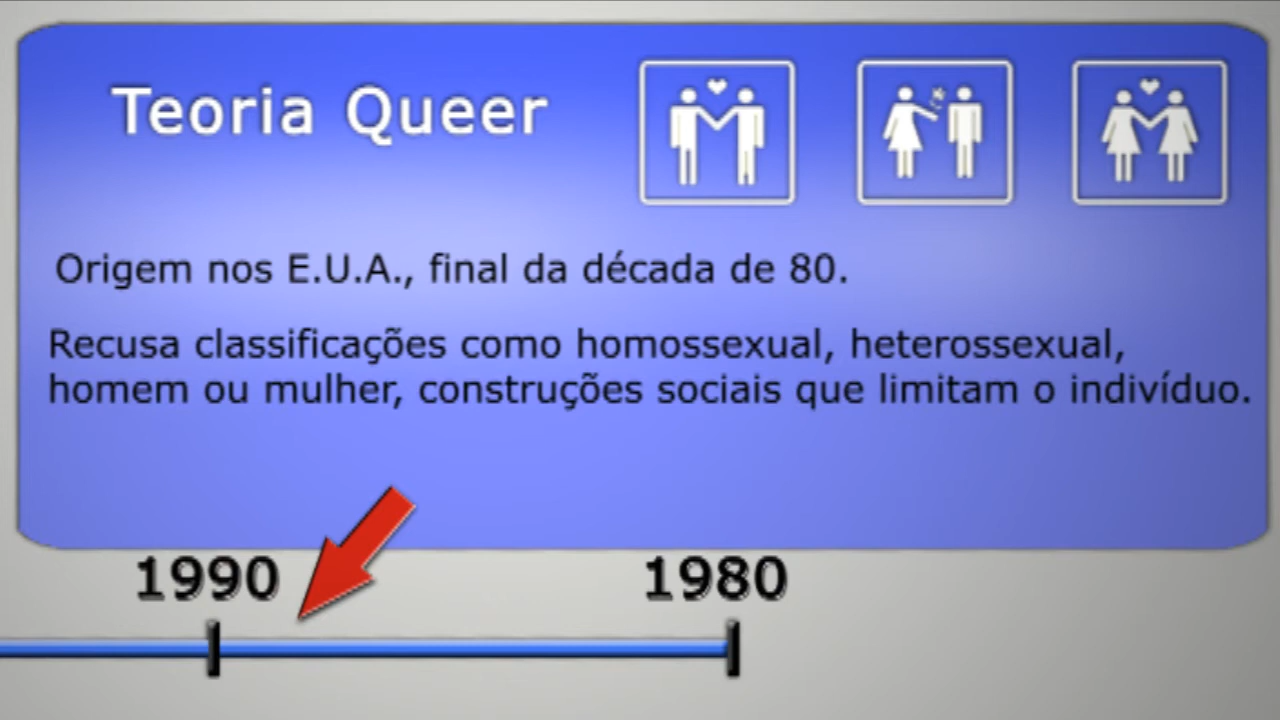 Teoria Queer
Origem nos E.U.A., final da década de 80.
Recusa classificações como homossexual, heterossexual,
homem ou mulher, construções sociais que limitam o indivíduo.
1990 1980